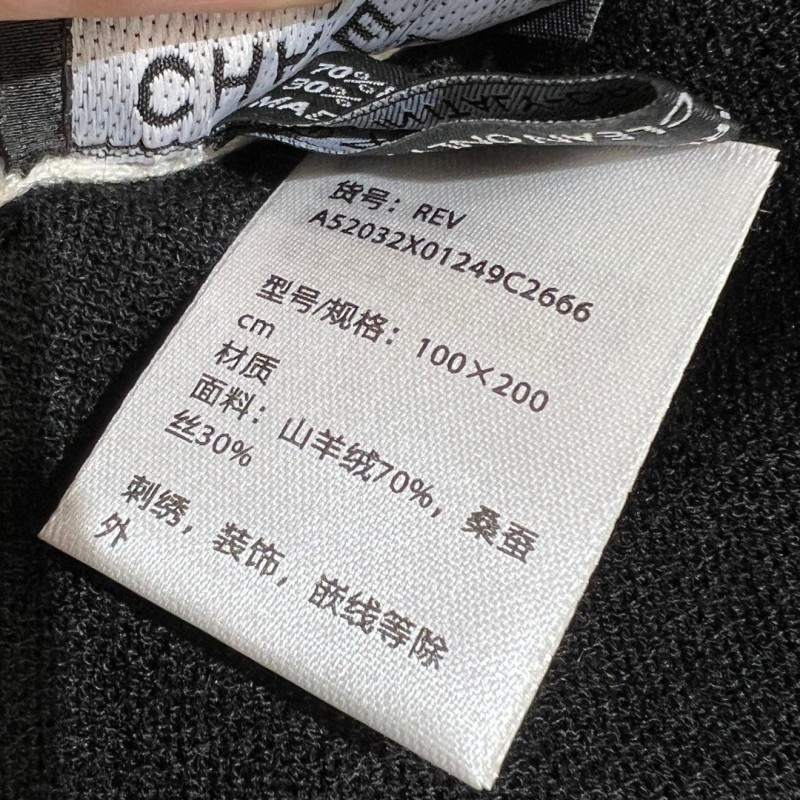 70%
30%
货号：REV
A52032X01249C2666
型号/规格：100×200
cm
材质
面料：山羊绒70%，桑蚕
丝30%
刺绣，装饰，嵌线等除
外